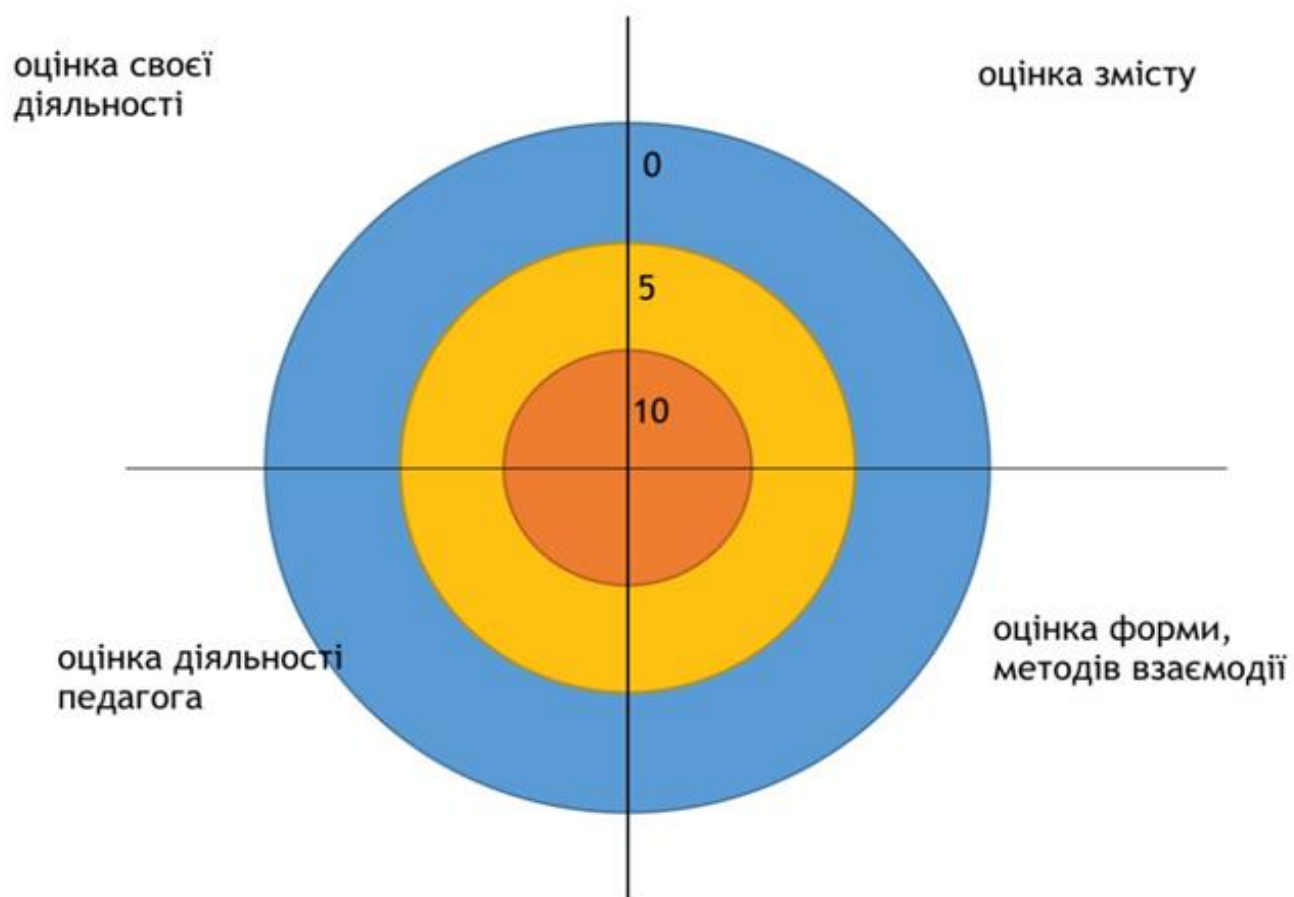 оцінка своєї
діяльності
оцінка змісту
0
5
10
оцінка діяльності
педагога
оцінка форми,
методів взаємодії